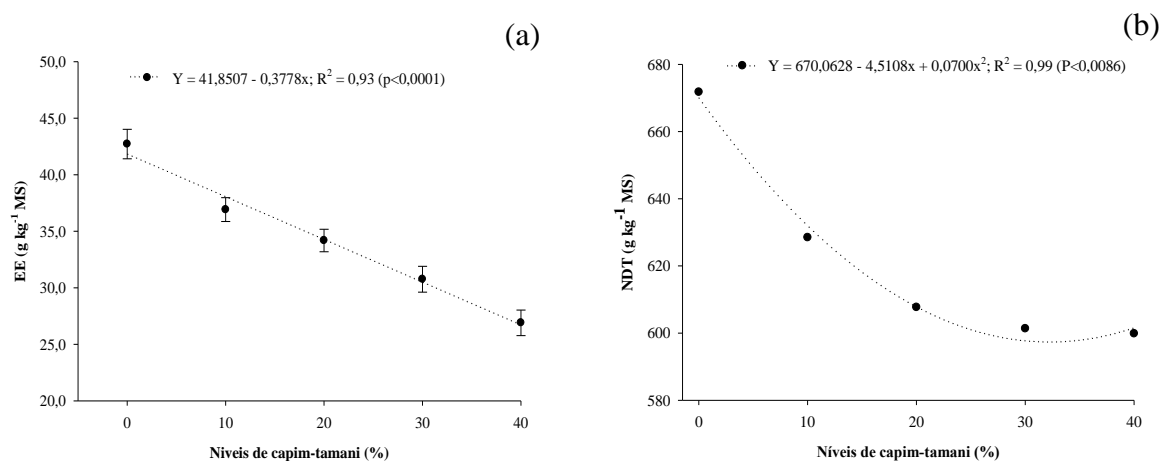 (a)
Y = 41,8507 - 0,3778x; R² = 0,93 (p<0,0001)
EE (g kg⁻¹ MS)
50,0
45,0
40,0
35,0
30,0
25,0
20,0
0 10 20 30 40
Niveis de capim-tamani (%)
(b)
Y = 670,0628 - 4,5108x + 0,0700x²; R² = 0,99 (P<0,0086)
NDT (g kg⁻¹ MS)
680
660
640
620
600
580
0 10 20 30 40
Níveis de capim-tamani (%)